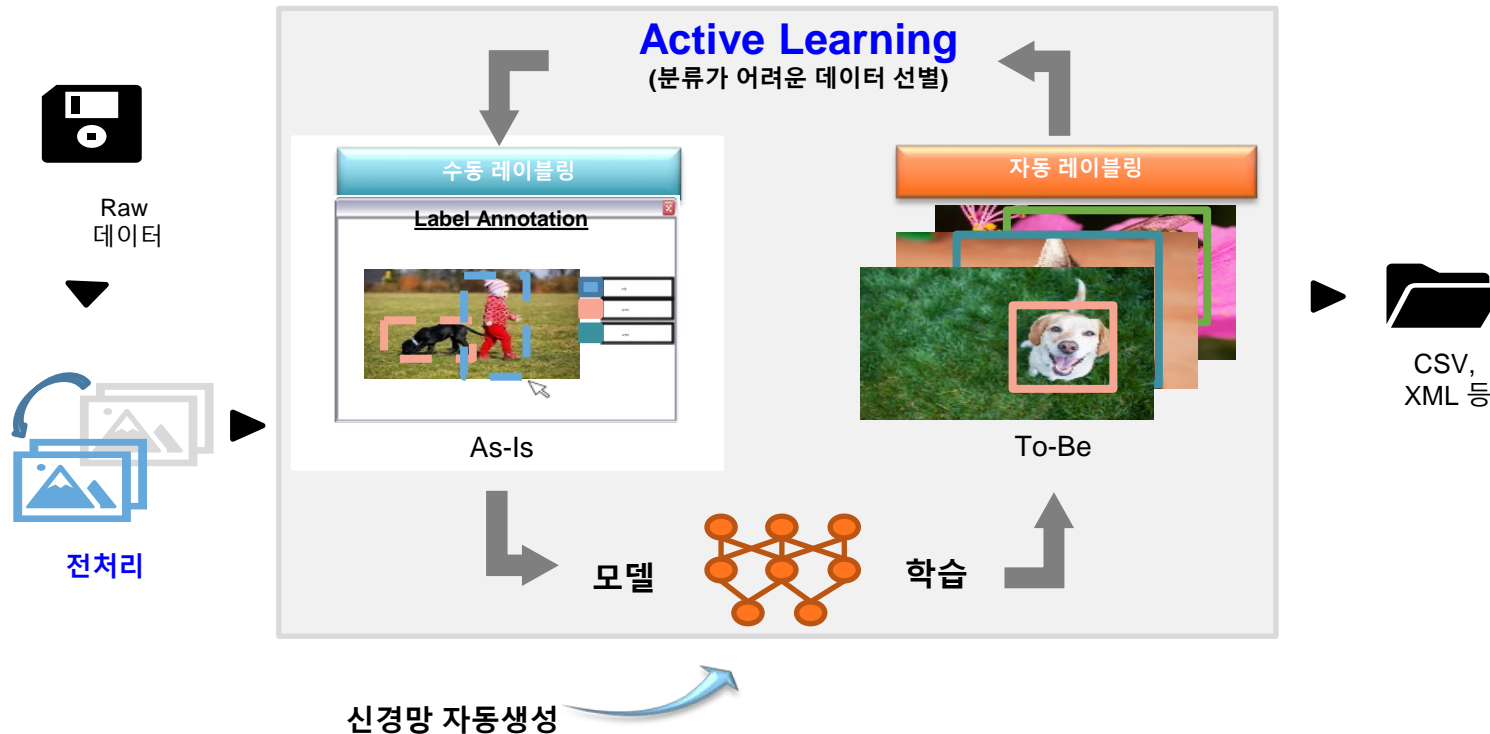 Active Learning
(분류가 어려운 데이터 선별)
Raw
데이터
전처리
수동 레이블링
Label Annotation
As-Is
자동 레이블링
To-Be
모델
학습
CSV,
XML 등
신경망 자동생성